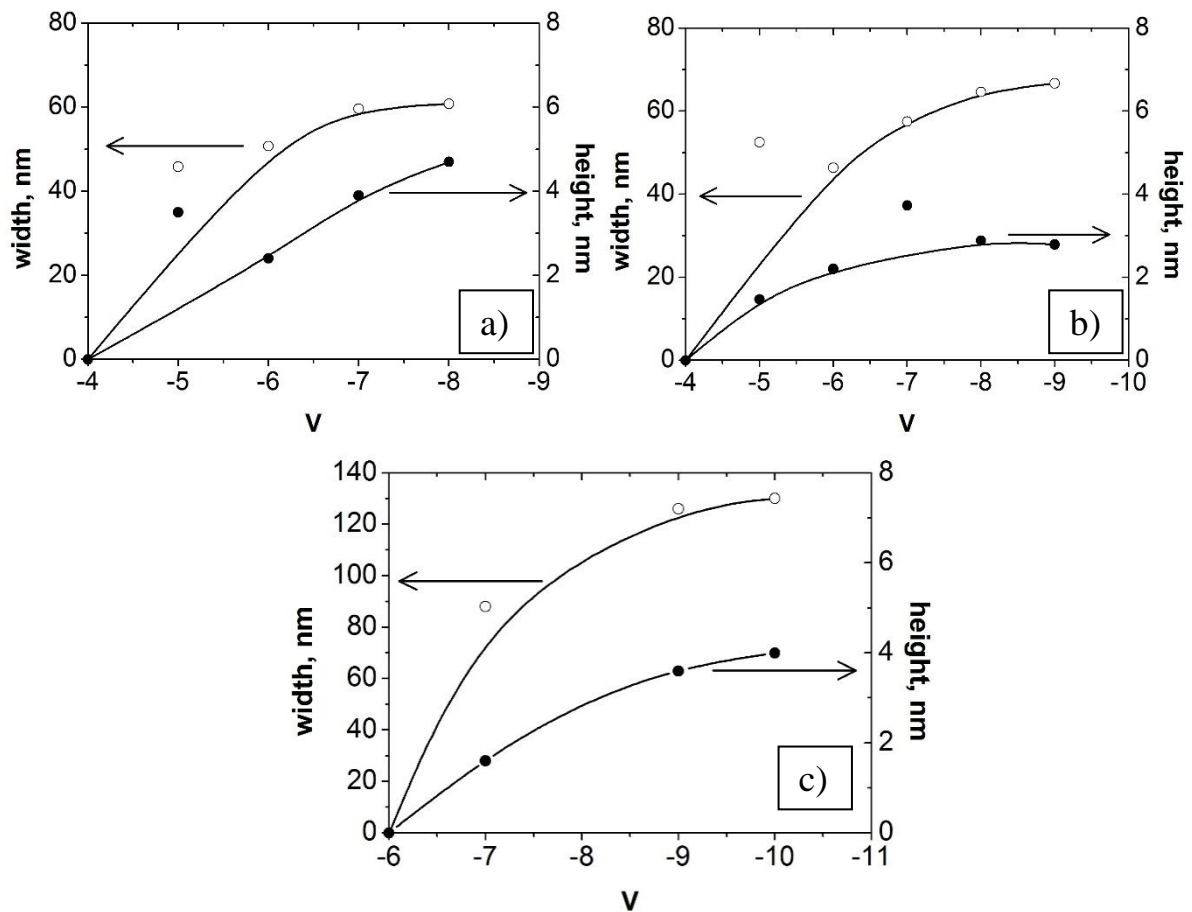 80
60
40
20
0
width, nm
8
6
4
2
0
height, nm
-4 -5 -6 -7 -8 -9
V
a)
80
60
40
20
0
width, nm
8
6
4
2
0
height, nm
-4 -5 -6 -7 -8 -9 -10
V
b)
140
120
100
80
60
40
20
0
width, nm
8
6
4
2
0
height, nm
-6 -7 -8 -9 -10 -11
V
c)